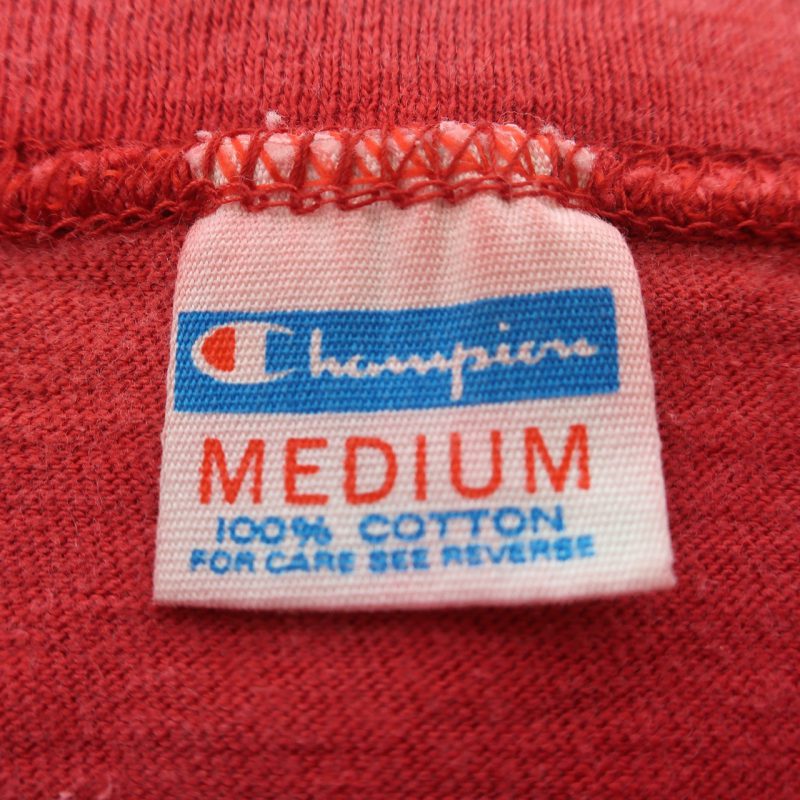 Champion
MEDIUM
100% COTTON
FOR CARE SEE REVERSE